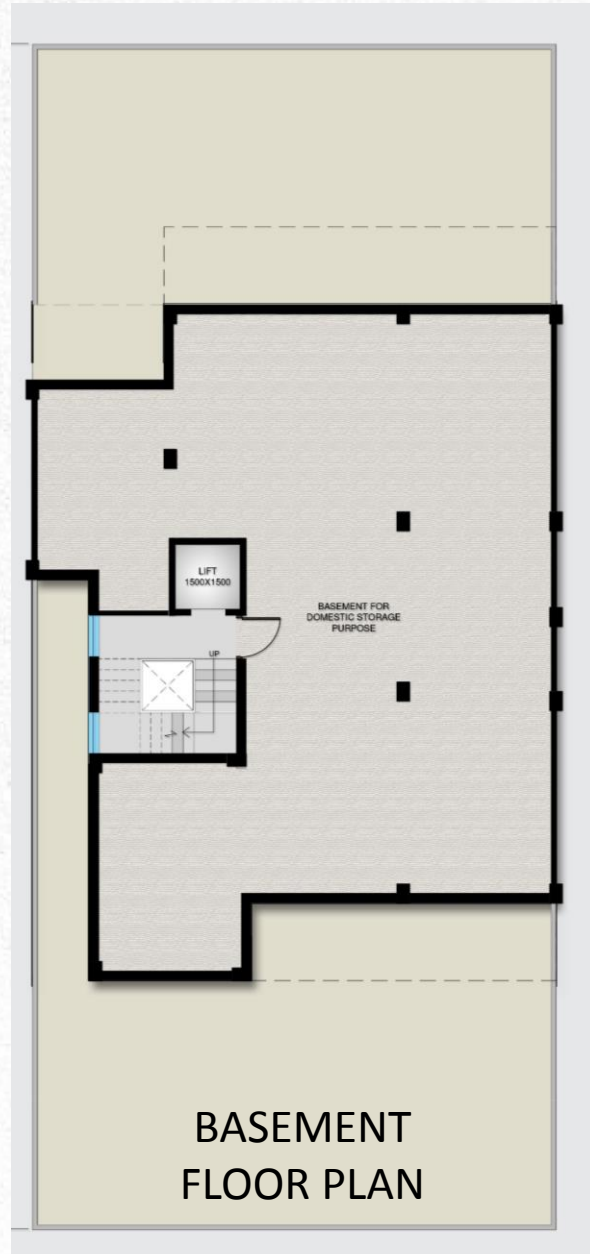 LIFT
1500X1500
BASEMENT FOR
DOMESTIC STORAGE
PURPOSE
UP
BASEMENT
FLOOR PLAN